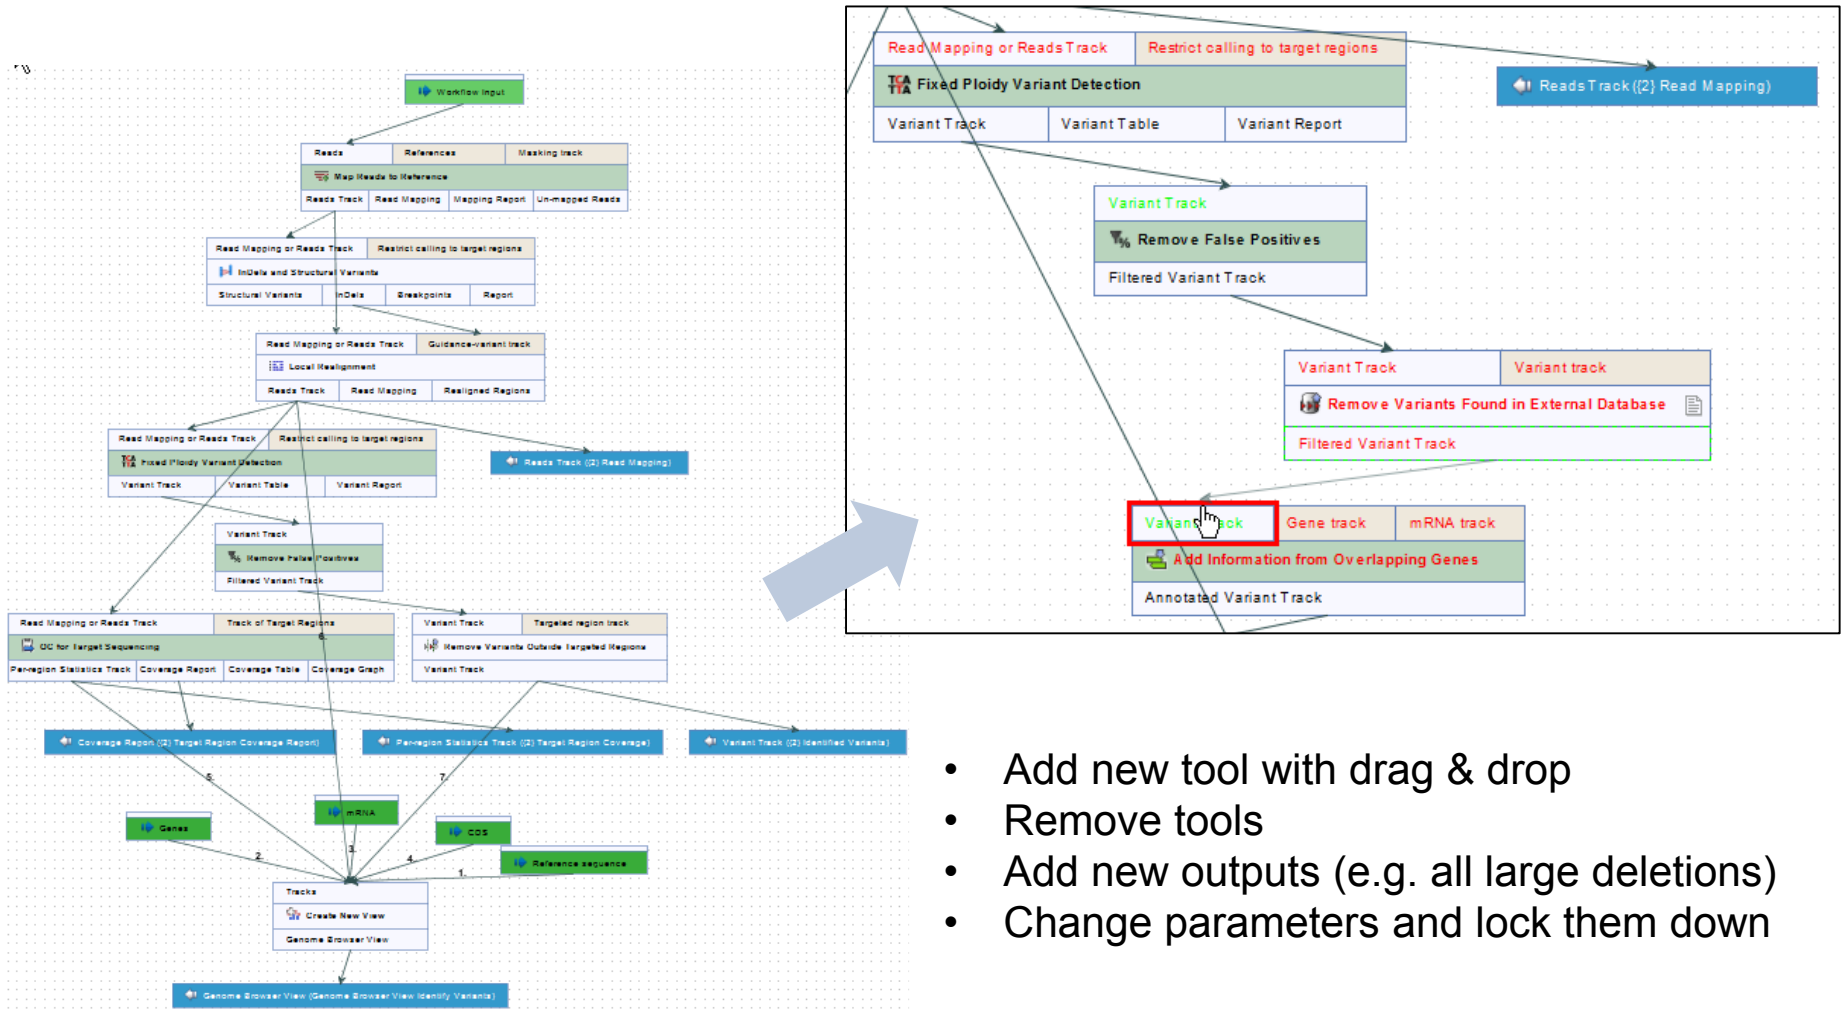 Workflow Input
Reads References Masking track
Map Reads to Reference
Reads Track Read Mapping Mapping Report Un-mapped Reads
Read Mapping or Reads Track Restrict calling to target regions
InDels and Structural Variants
Structural Variants InDels Breakpoints Report
Read Mapping or Reads Track Guidance-variant track
Local Realignment
Reads Track Read Mapping Realigned Regions
Read Mapping or Reads Track Restrict calling to target regions
Fixed Ploidy Variant Detection
Variant Track Variant Table Variant Report
Reads Track ({2} Read Mapping)
Variant Track
Remove False Positives
Filtered Variant Track
Read Mapping or Reads Track Track of Target Regions
QC for Target Sequencing
Per-region Statistics Track Coverage Report Coverage Table Coverage Graph
Variant Track Targeted region track
Remove Variants Outside Targeted Regions
Variant Track
6.
Coverage Report ({2} Target Region Coverage Report)
Per-region Statistics Track ({2} Target Region Coverage)
Variant Track ({2} Identified Variants)
5.
7.
Genes
mRNA
CDS
Reference sequence
2.
3.
4.
1.
Tracks
Create New View
Genome Browser View
Genome Browser View (Genome Browser View Identify Variants)
Read Mapping or Reads Track Restrict calling to target regions
TCA
TTA
Fixed Ploidy Variant Detection
Variant Track Variant Table Variant Report
Reads Track ({2} Read Mapping)
Variant Track
Remove False Positives
Filtered Variant Track
Variant Track Variant track
Remove Variants Found in External Database
Filtered Variant Track
Variant Track Gene track mRNA track
Add Information from Overlapping Genes
Annotated Variant Track
• Add new tool with drag & drop
• Remove tools
• Add new outputs (e.g. all large deletions)
• Change parameters and lock them down